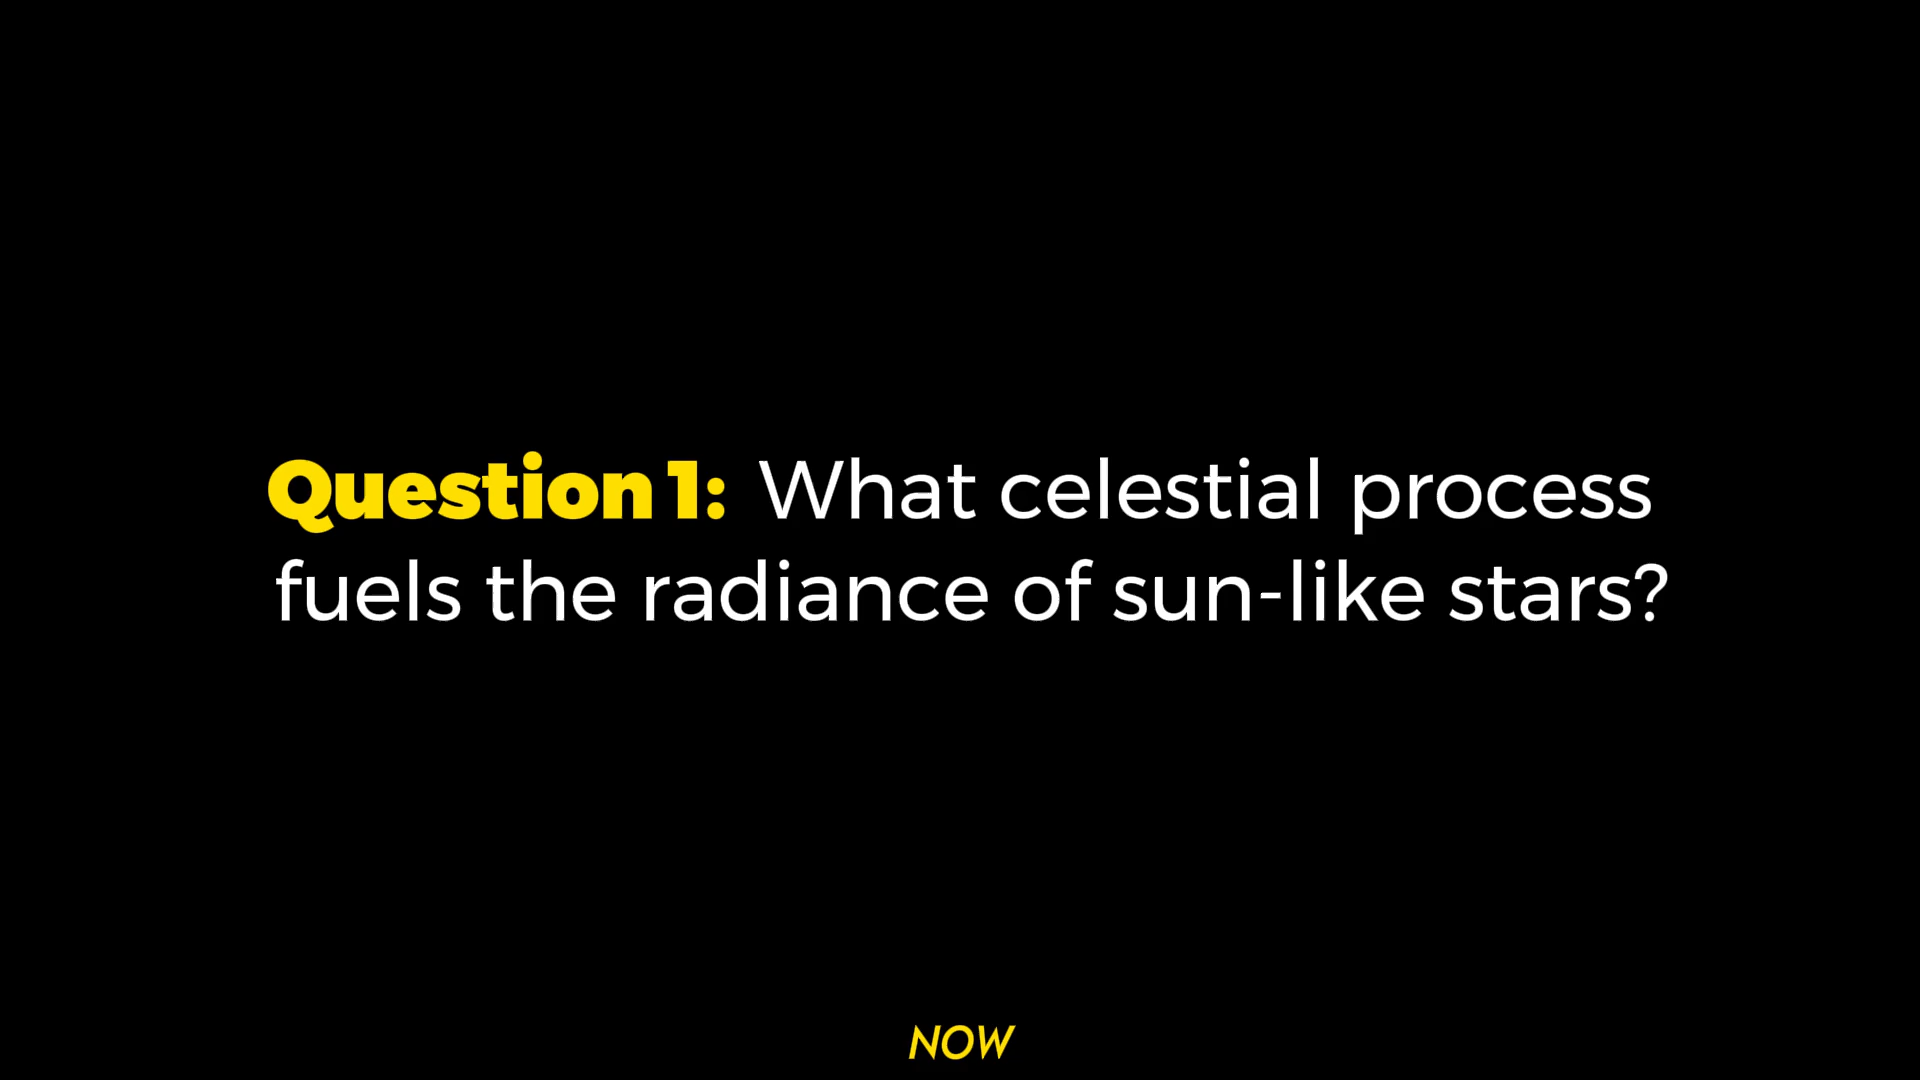 Question 1: What celestial process
fuels the radiance of sun-like stars?
NOW